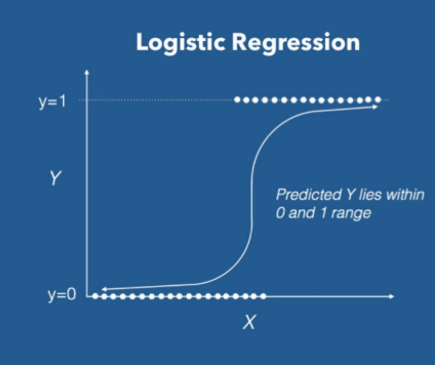 Logistic Regression
y=1
Y
Predicted Y lies within
0 and 1 range
y=0
X